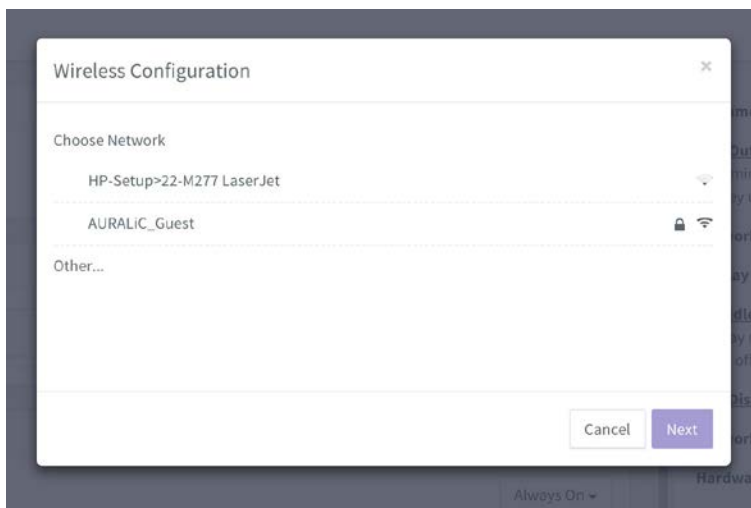 Wireless Configuration
×
Choose Network
HP-Setup>22-M277 LaserJet
AURALiC_Guest
Other...
Cancel
Next
Always On
Hardwa